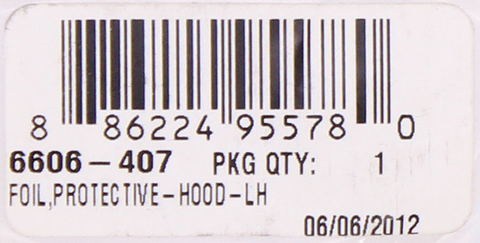 8 86224 95578 0
6606-407 PKG QTY: 1
FOIL,PROTECTIVE-HOOD-LH
06/06/2012